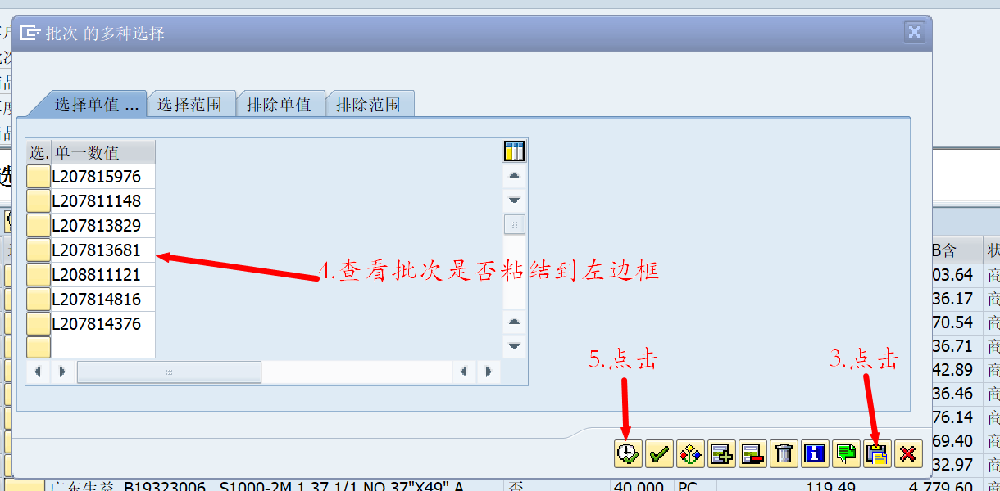 批次 的多种选择
选择单值 ...
选择范围
排除单值
排除范围
选.
单一数值
L207815976
L207811148
L207813829
L207813681
L208811121
L207814816
L207814376
4.查看批次是否粘结到左边框
5.点击
3.点击
B含
状
03.64 商
36.17 商
70.54 商
36.71 商
42.89 商
36.46 商
76.14 商
69.40 商
32.97 商
广东生益 B19323006 S1000-2M 1.37 1/1 NO 37"X49" A 否 40.000 PC 119.49 4,779.60 商